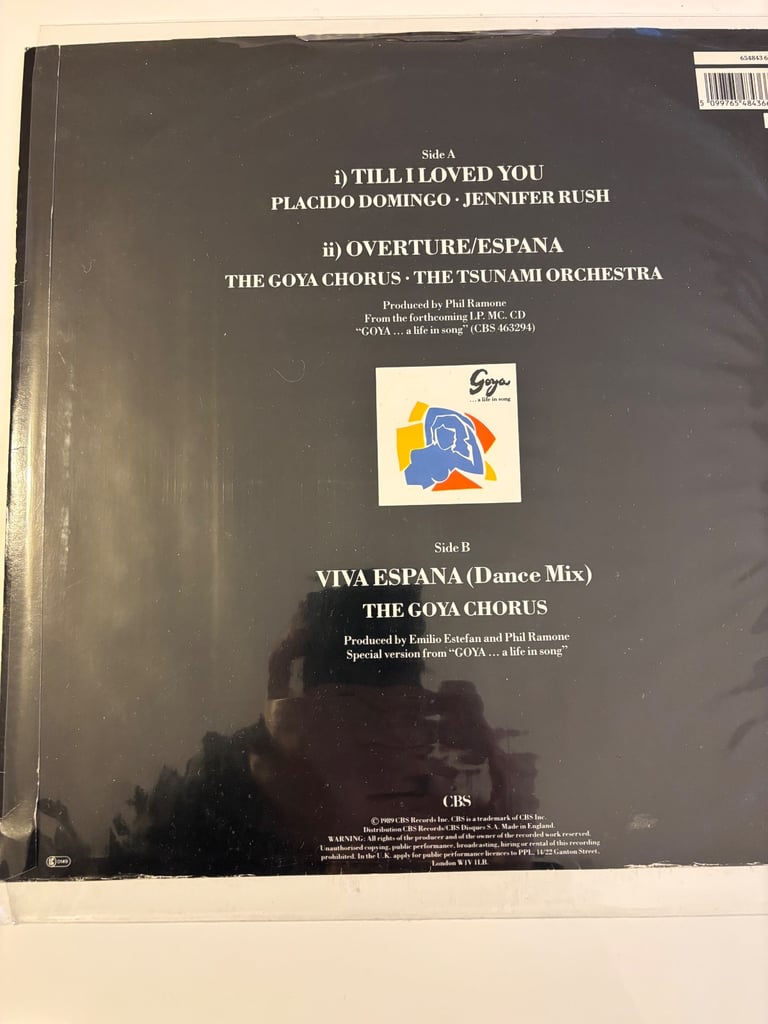 654843 6
5 099765 48436
Side A
i) TILL I LOVED YOU
PLACIDO DOMINGO · JENNIFER RUSH
ii) OVERTURE/ESPANA
THE GOYA CHORUS · THE TSUNAMI ORCHESTRA
Produced by Phil Ramone
From the forthcoming LP. MC. CD
“GOYA ... a life in song” (CBS 463294)
Goya
... a life in song
Side B
VIVA ESPANA (Dance Mix)
THE GOYA CHORUS
Produced by Emilio Estefan and Phil Ramone
Special version from “GOYA ... a life in song”
CBS
© 1989 CBS Records Inc. CBS is a trademark of CBS Inc.
Distribution CBS Records/CBS Disques S.A. Made in England.
WARNING: All rights of the producer and of the owner of the recorded work reserved.
Unauthorised copying, public performance, broadcasting, hiring or rental of this recording
prohibited. In the U.K. apply for public performance licences to PPL, 14/22 Ganton Street,
London W1V 1LB.